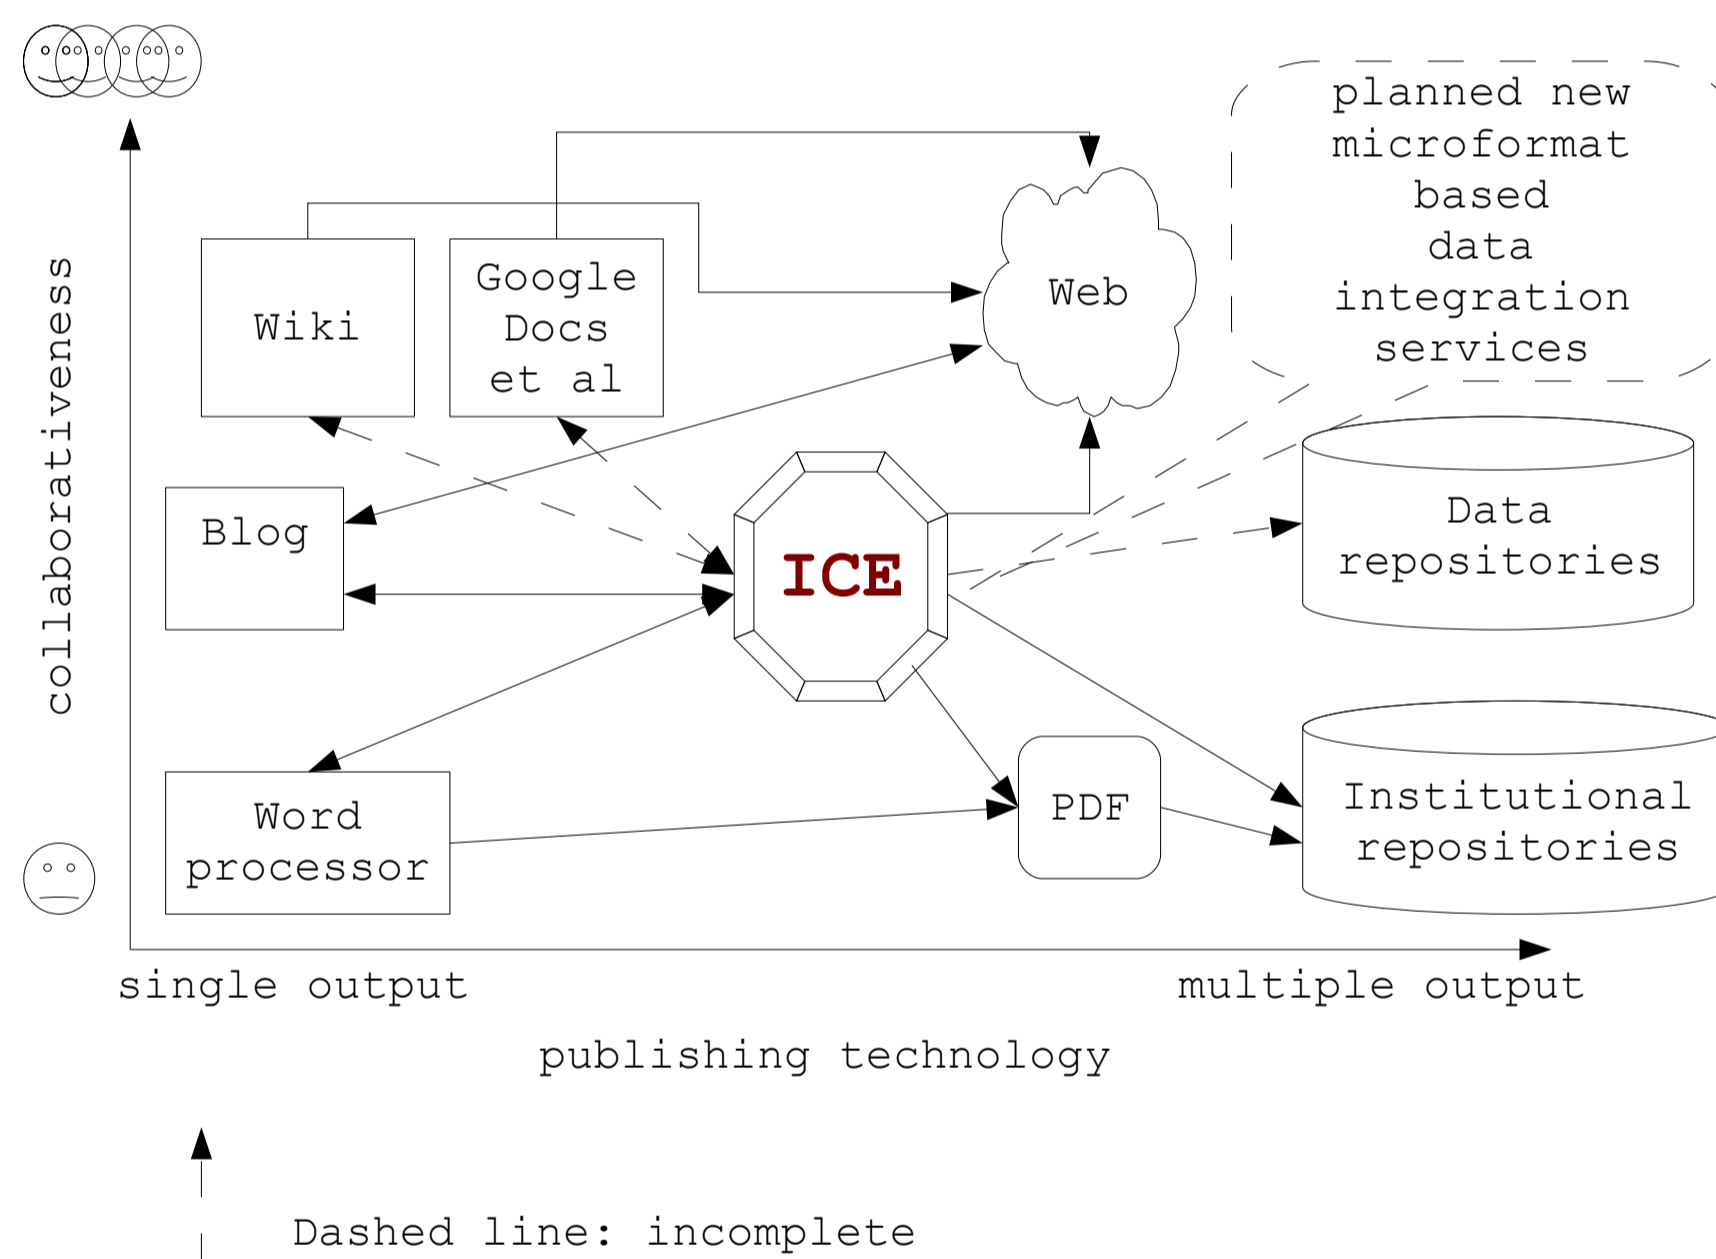 planned new
microformat
based
data
integration
services
Google
Docs
et al
Wiki
Web
collaborativeness
Blog
ICE
Data
repositories
Word
processor
PDF
Institutional
repositories
single output
multiple output
publishing technology
Dashed line: incomplete